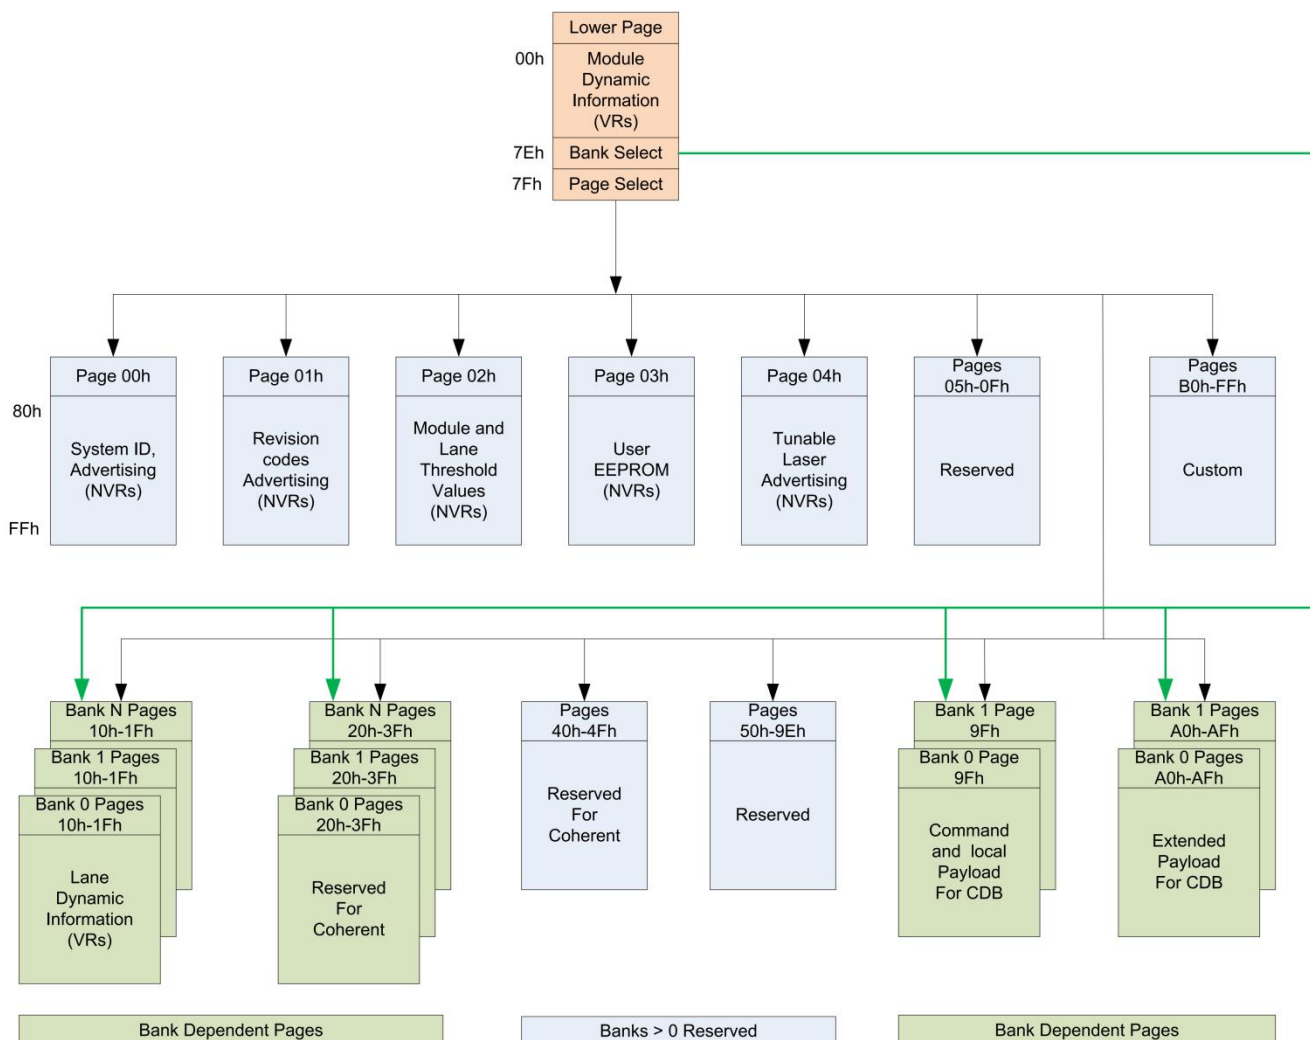 Lower Page
00h
Module
Dynamic
Information
(VRs)
7Eh
Bank Select
7Fh
Page Select
Page 00h
80h
System ID,
Advertising
(NVRs)
FFh
Page 01h
Revision
codes
Advertising
(NVRs)
Page 02h
Module and
Lane
Threshold
Values
(NVRs)
Page 03h
User
EEPROM
(NVRs)
Page 04h
Tunable
Laser
Advertising
(NVRs)
Pages
05h-0Fh
Reserved
Pages
B0h-FFh
Custom
Bank N Pages
10h-1Fh
Bank 1 Pages
10h-1Fh
Bank 0 Pages
10h-1Fh
Lane
Dynamic
Information
(VRs)
Bank N Pages
20h-3Fh
Bank 1 Pages
20h-3Fh
Bank 0 Pages
20h-3Fh
Reserved
For
Coherent
Pages
40h-4Fh
Reserved
For
Coherent
Pages
50h-9Eh
Reserved
Bank 1 Page
9Fh
Bank 0 Page
9Fh
Command
and local
Payload
For CDB
Bank 1 Pages
A0h-AFh
Bank 0 Pages
A0h-AFh
Extended
Payload
For CDB
Bank Dependent Pages
Banks > 0 Reserved
Bank Dependent Pages